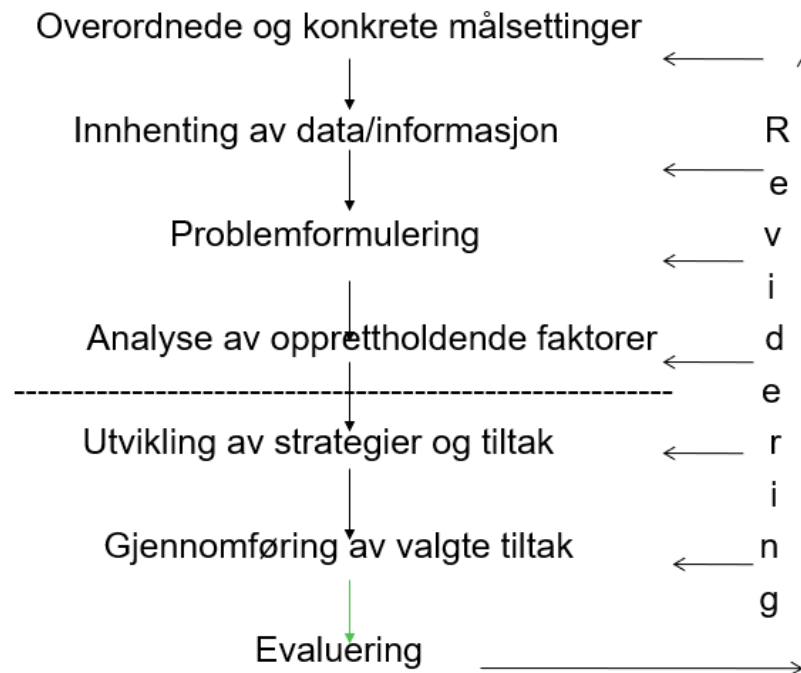 Overordnede og konkrete målsettinger
Innhenting av data/informasjon
Problemformulering
Analyse av opprettholdende faktorer
Utvikling av strategier og tiltak
Gjennomføring av valgte tiltak
Evaluering
R
e
v
i
d
e
r
i
n
g